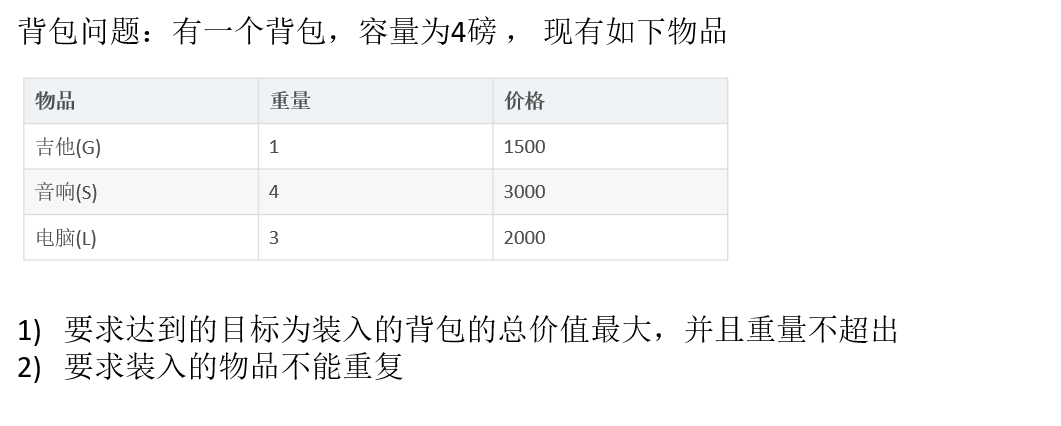 背包问题：有一个背包，容量为4磅 ， 现有如下物品
物品 重量 价格
吉他(G) 1 1500
音响(S) 4 3000
电脑(L) 3 2000
1) 要求达到的目标为装入的背包的总价值最大，并且重量不超出
2) 要求装入的物品不能重复